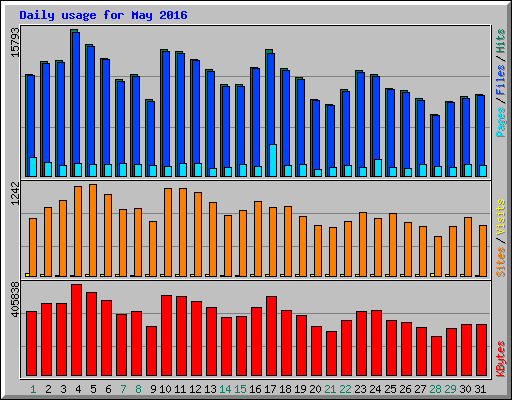 Daily usage for May 2016
15793
Pages / Files / Hits
1242
Sites / Visits
405838
KBytes
1 2 3 4 5 6 7 8 9 10 11 12 13 14 15 16 17 18 19 20 21 22 23 24 25 26 27 28 29 30 31